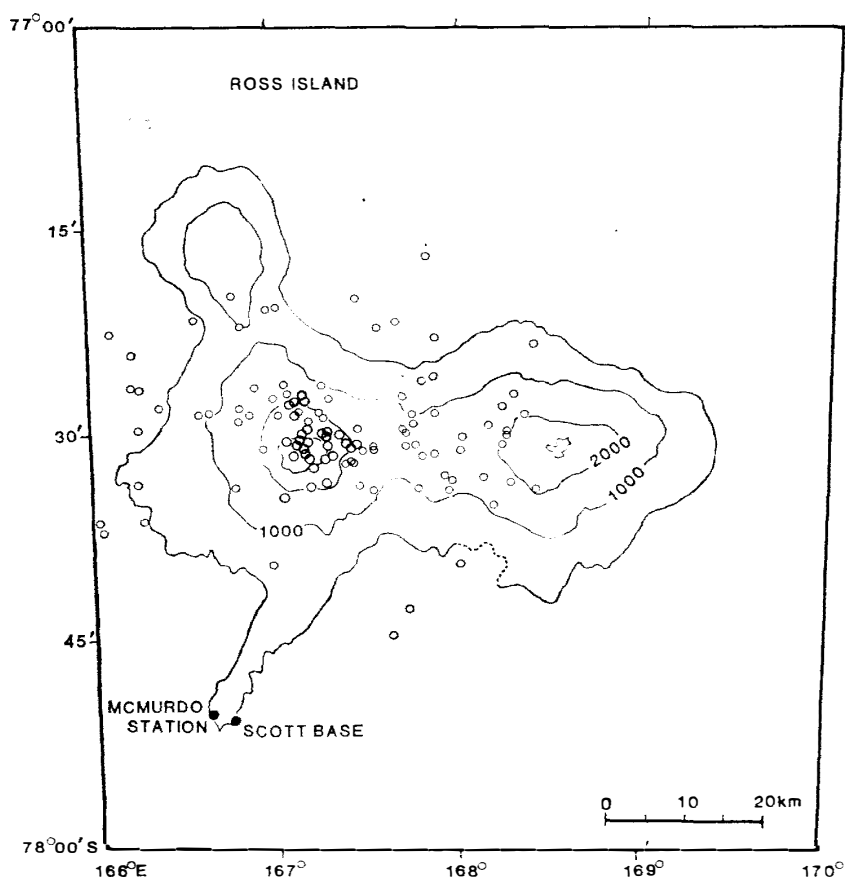 77°00′
ROSS ISLAND
15′
30′
2000
1000
1000
45′
MCMURDO
STATION
SCOTT BASE
0 10 20km
78°00′S
166°E 167° 168° 169° 170°